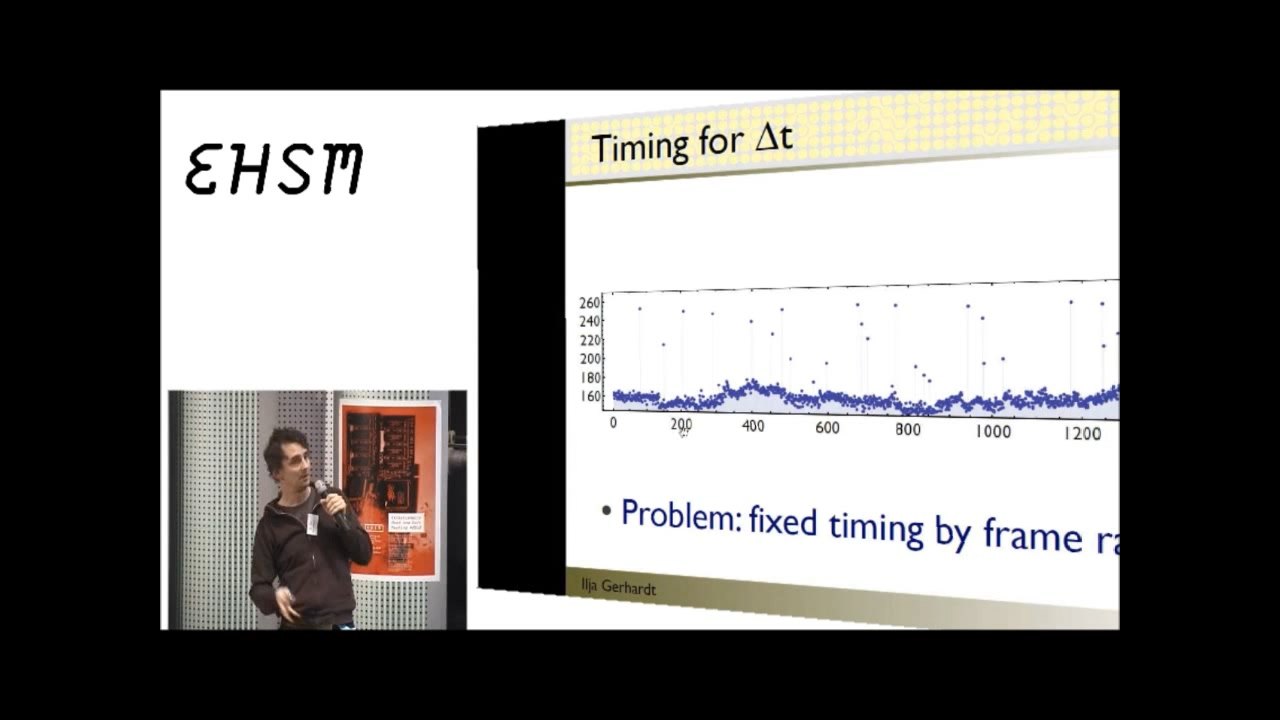 EHSM
Timing for Δt
260
240
220
200
180
160
0 200 400 600 800 1000 1200
• Problem: fixed timing by frame
Ilja Gerhardt